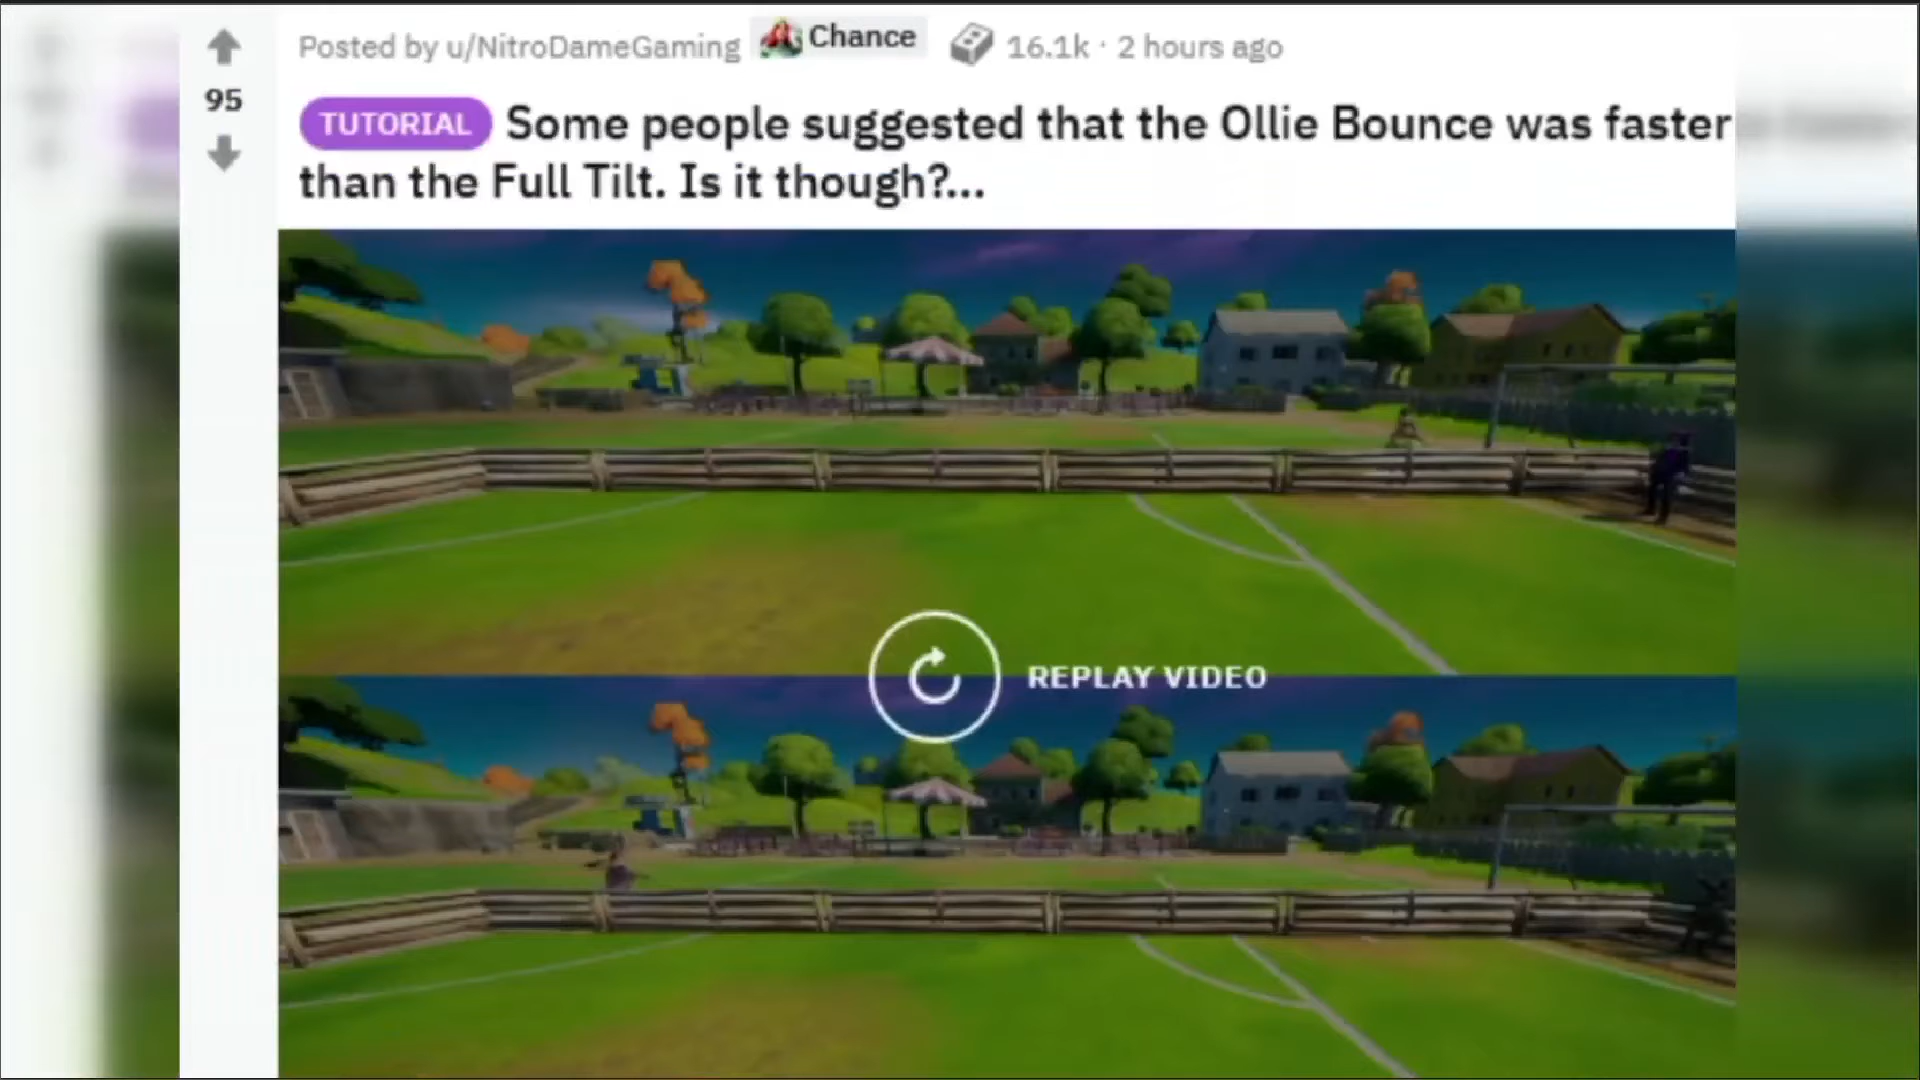 Posted by u/NitroDameGaming Chance 16.1k · 2 hours ago
95
TUTORIAL Some people suggested that the Ollie Bounce was faster
than the Full Tilt. Is it though?...
REPLAY VIDEO